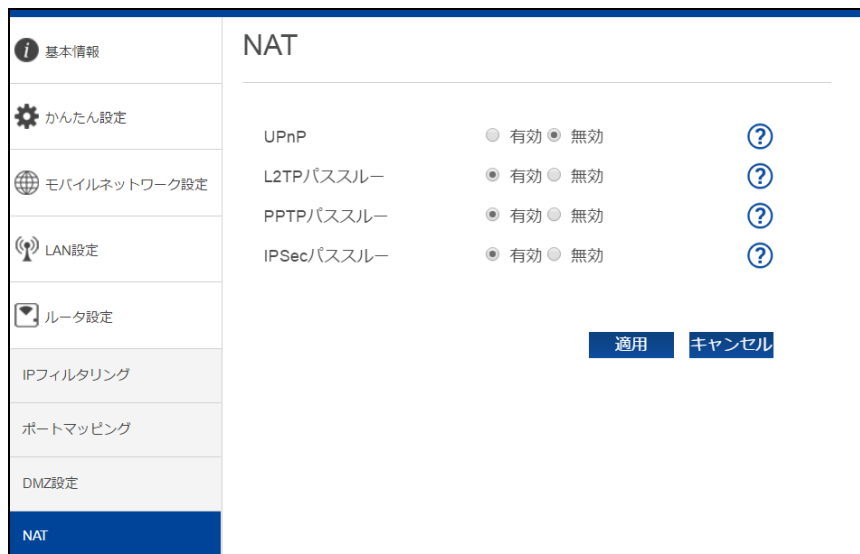 基本情報
かんたん設定
モバイルネットワーク設定
LAN設定
ルータ設定
IPフィルタリング
ポートマッピング
DMZ設定
NAT
NAT
UPnP 有効 無効 ?
L2TPパススルー 有効 無効 ?
PPTPパススルー 有効 無効 ?
IPSecパススルー 有効 無効 ?
適用 キャンセル